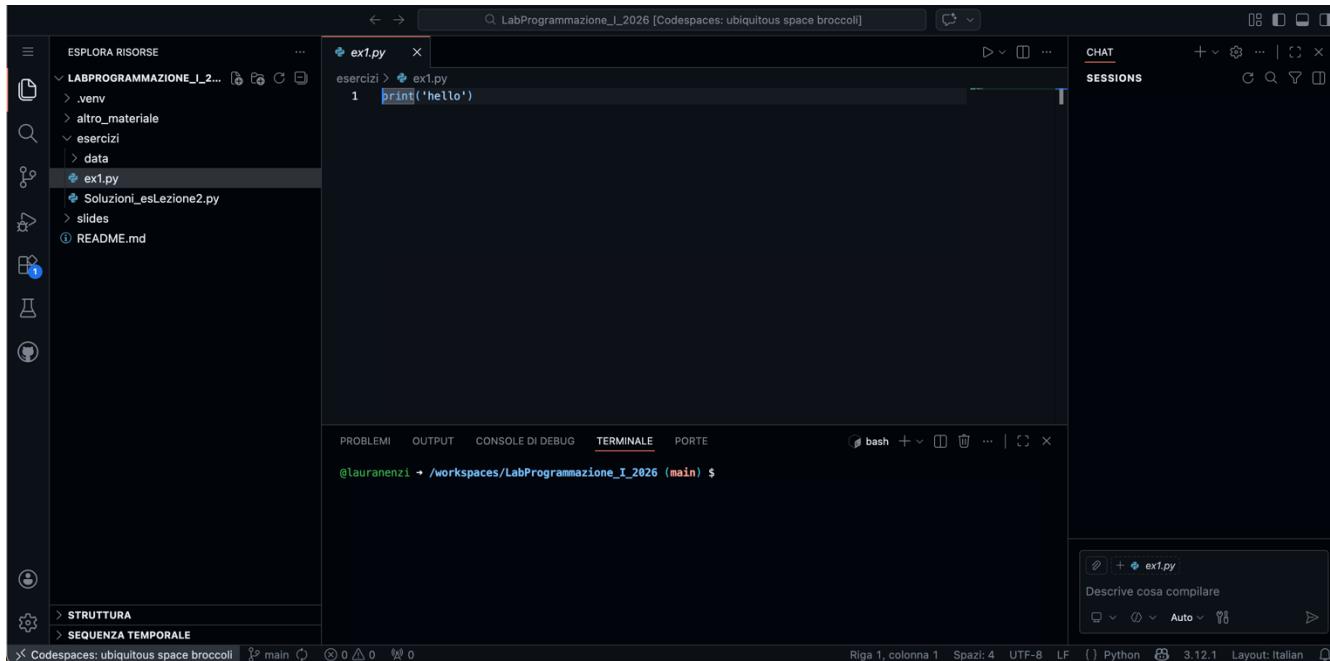 LabProgrammazione_I_2026 [Codespaces: ubiquitous space broccoli]
ESPLORA RISORSE
LABPROGRAMMAZIONE_I_2...
.venv
altro_materiale
esercizi
data
ex1.py
Soluzioni_esLezione2.py
slides
README.md
1
STRUTTURA
SEQUENZA TEMPORALE
ex1.py
esercizi > ex1.py
1 print('hello')
PROBLEMI OUTPUT CONSOLE DI DEBUG TERMINALE PORTE bash
@lauranenzi → /workspaces/LabProgrammazione_I_2026 (main) $
CHAT
SESSIONS
+ ex1.py
Descrive cosa compilare
Auto
Codespaces: ubiquitous space broccoli main 0 0 0 Riga 1, colonna 1 Spazi: 4 UTF-8 LF { } Python 3.12.1 Layout: Italian